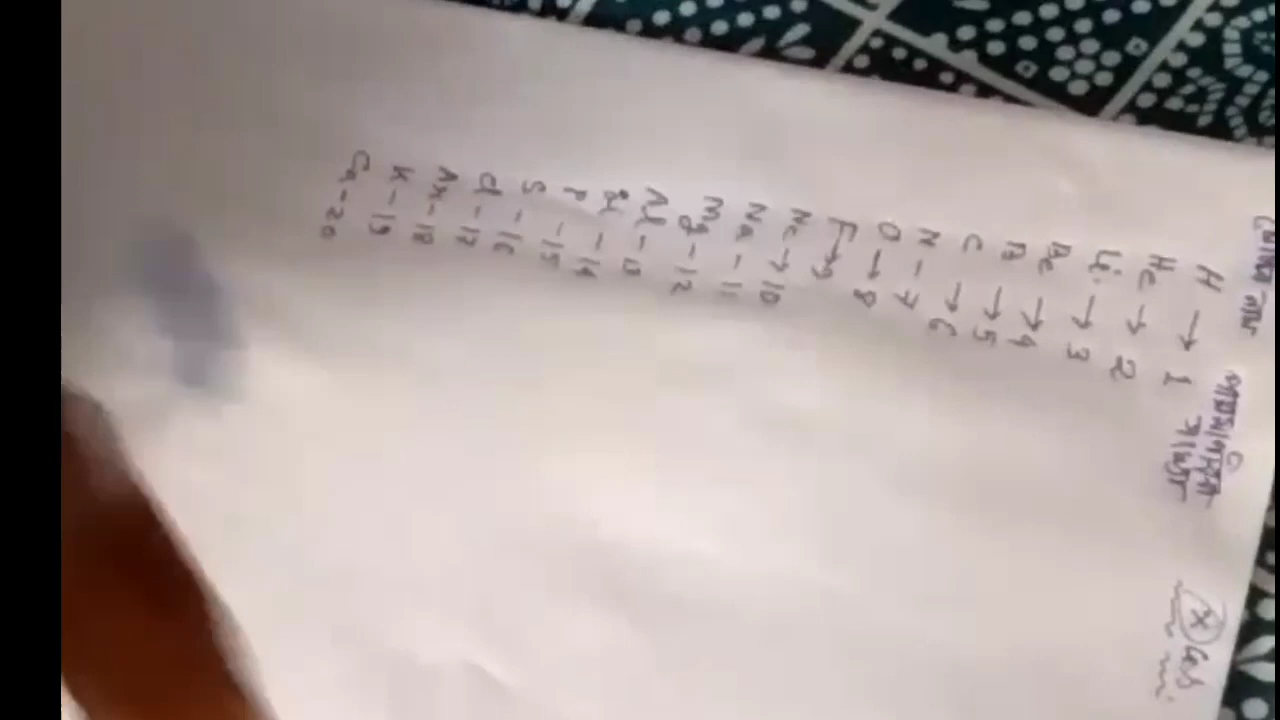 H → 1
He → 2
Li → 3
Be → 4
B → 5
C → 6
N - 7
O → 8
F → 9
Ne → 10
Na - 11
Mg - 12
Al - 13
Si - 14
P - 15
S - 16
Cl - 17
Ar - 18
K - 19
Ca - 20